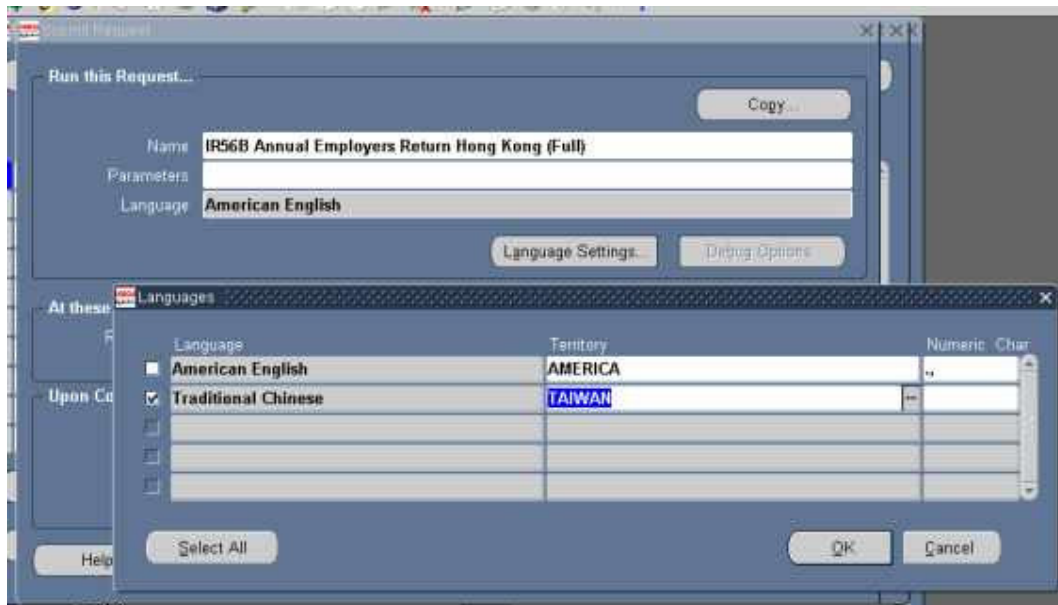 Submit Request
Run this Request...
Copy...
Name IR56B Annual Employers Return Hong Kong (Full)
Parameters
Language American English
Language Settings...
Debug Options
At these
Languages
Language Territory Numeric Char
American English AMERICA .,
Traditional Chinese TAIWAN
Upon Co
Select All OK Cancel
Help